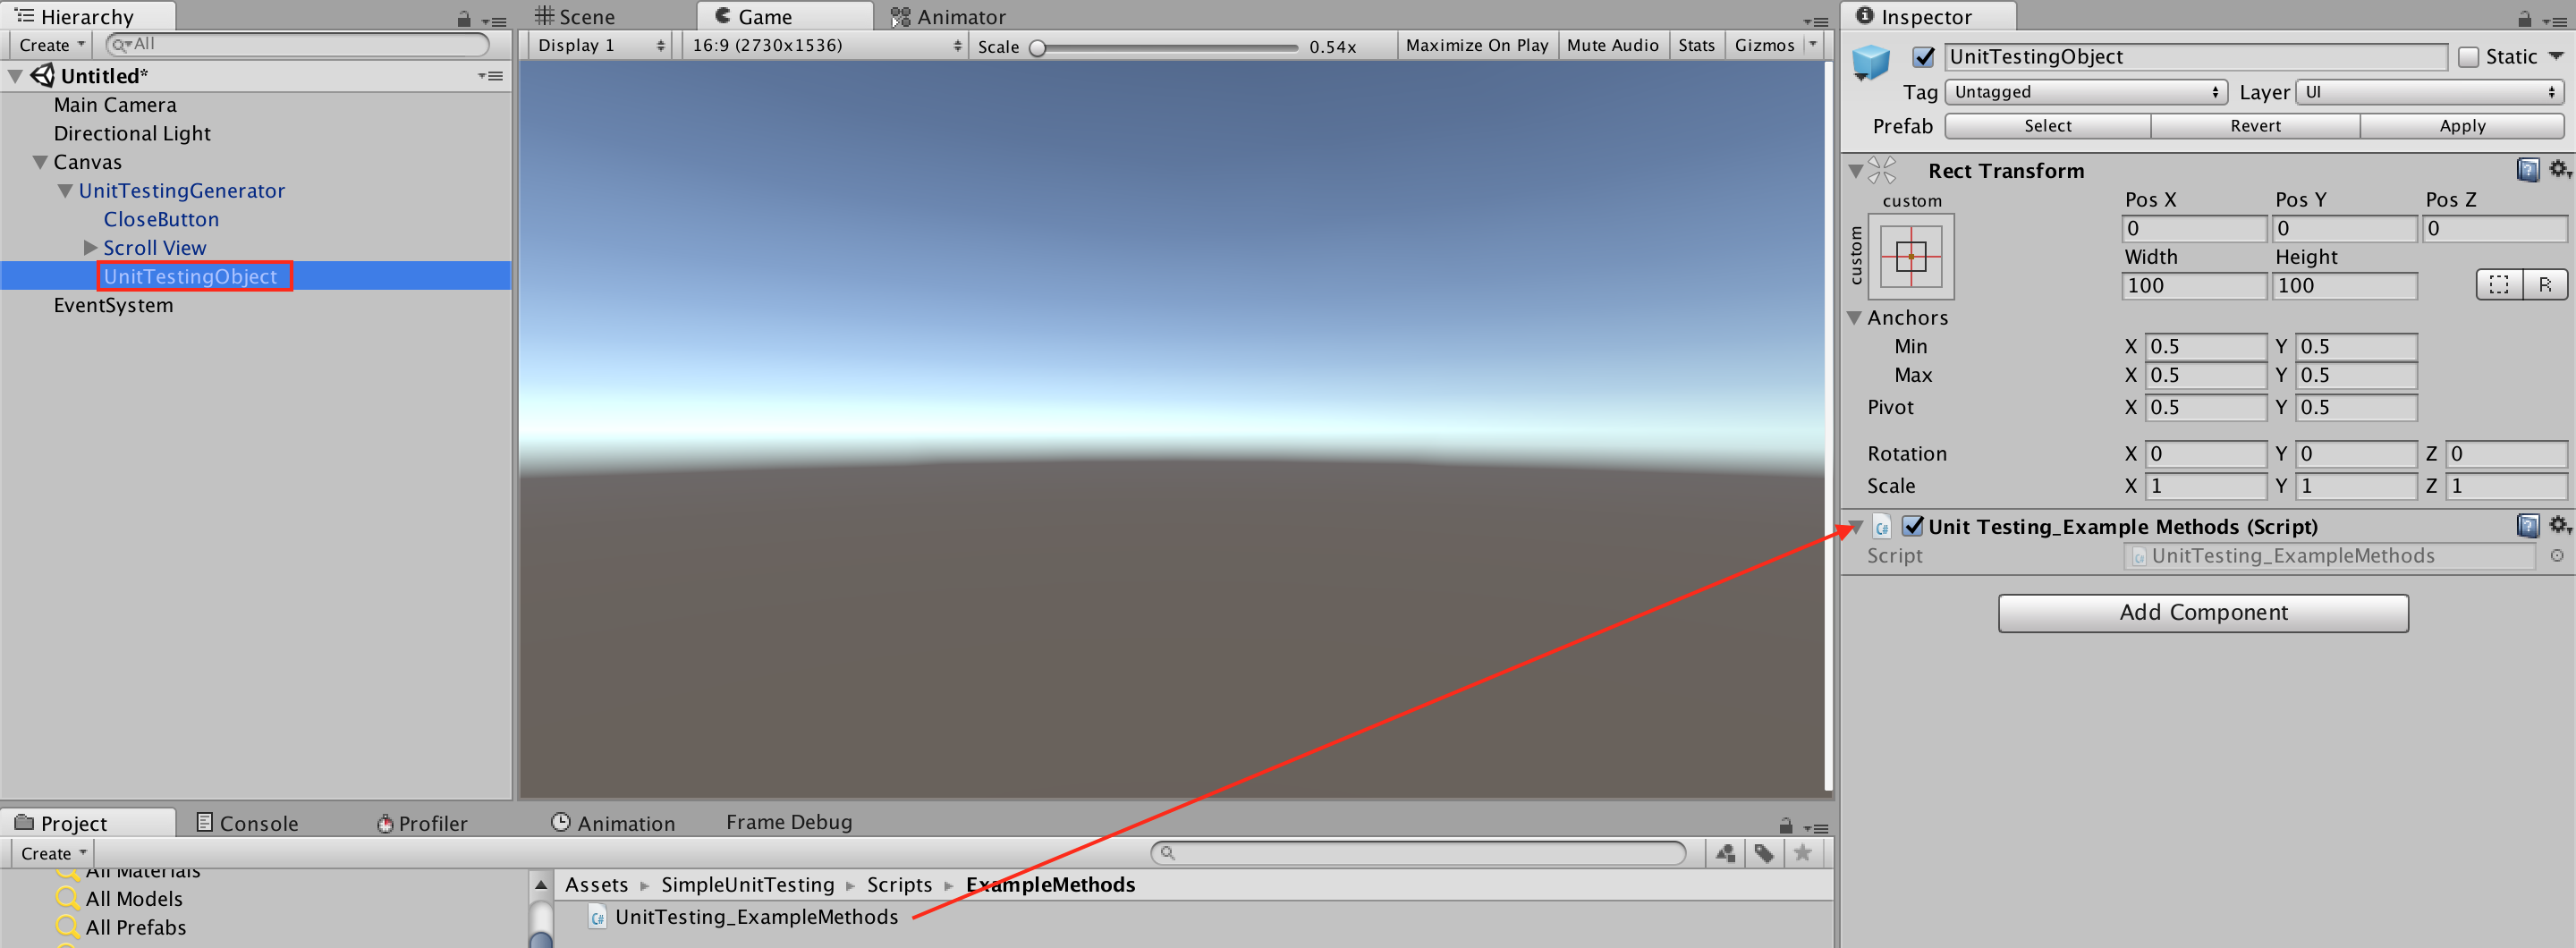 Hierarchy
Create All
Untitled*
Main Camera
Directional Light
Canvas
UnitTestingGenerator
CloseButton
Scroll View
UnitTestingObject
EventSystem
Scene Game Animator
Display 1 16:9 (2730x1536) Scale 0.54x Maximize On Play Mute Audio Stats Gizmos
Inspector
UnitTestingObject Static
Tag Untagged Layer UI
Prefab Select Revert Apply
Rect Transform
custom Pos X Pos Y Pos Z
custom
0 0 0
Width Height
100 100 R
Anchors
Min X 0.5 Y 0.5
Max X 0.5 Y 0.5
Pivot X 0.5 Y 0.5
Rotation X 0 Y 0 Z 0
Scale X 1 Y 1 Z 1
C# Unit Testing_Example Methods (Script)
Script UnitTesting_ExampleMethods
Add Component
Project Console Profiler Animation Frame Debug
Create
All Materials
All Models
All Prefabs
Assets SimpleUnitTesting Scripts ExampleMethods
C# UnitTesting_ExampleMethods